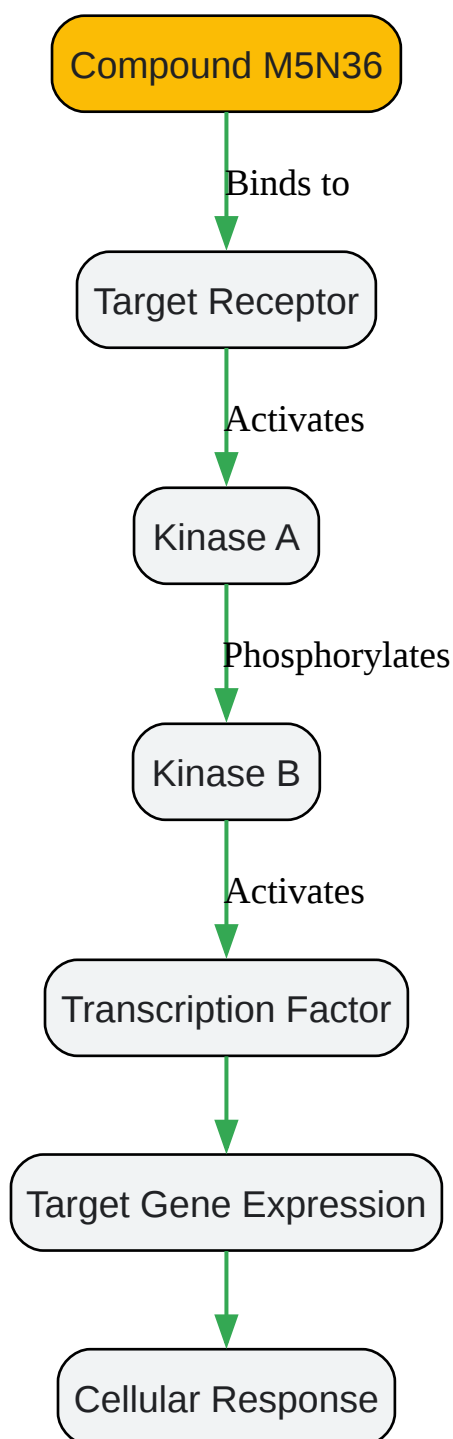 Compound M5N36
Binds to
Target Receptor
Activates
Kinase A
Phosphorylates
Kinase B
Activates
Transcription Factor
Target Gene Expression
Cellular Response